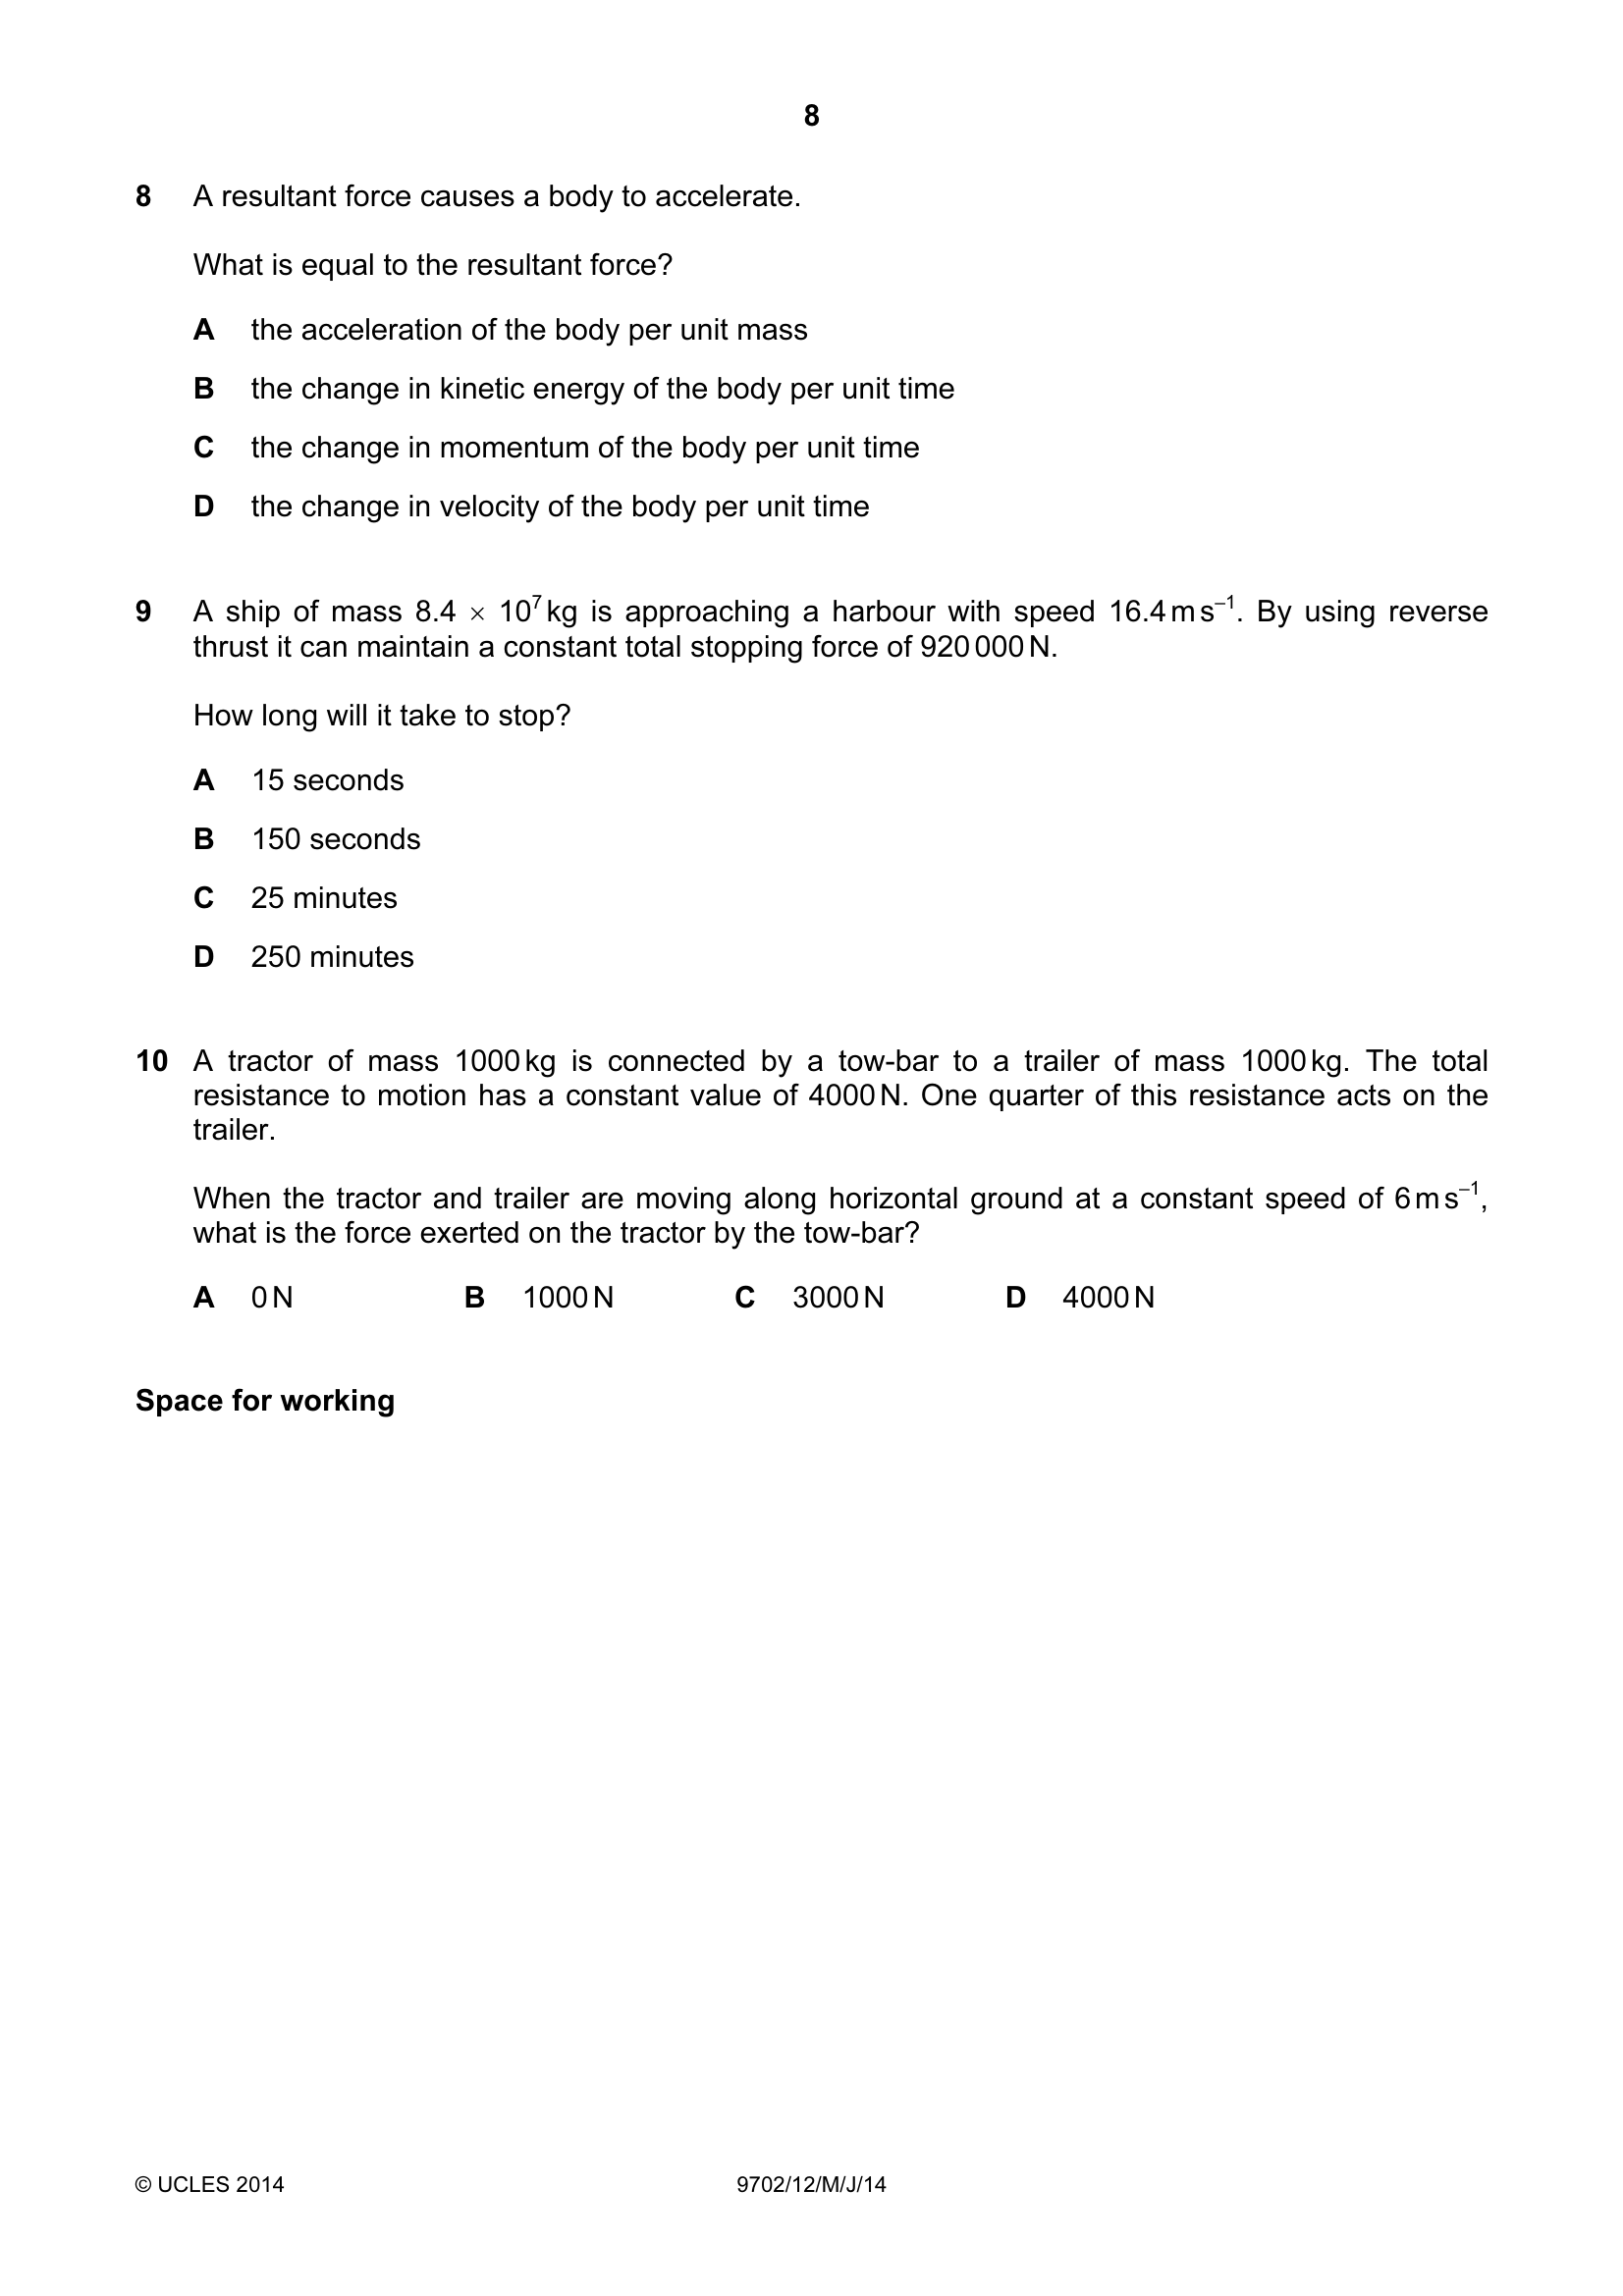 8
8 A resultant force causes a body to accelerate.
What is equal to the resultant force?
A the acceleration of the body per unit mass
B the change in kinetic energy of the body per unit time
C the change in momentum of the body per unit time
D the change in velocity of the body per unit time
9 A ship of mass 8.4 × 10⁷ kg is approaching a harbour with speed 16.4 m s⁻¹. By using reverse
thrust it can maintain a constant total stopping force of 920 000 N.
How long will it take to stop?
A 15 seconds
B 150 seconds
C 25 minutes
D 250 minutes
10 A tractor of mass 1000 kg is connected by a tow-bar to a trailer of mass 1000 kg. The total
resistance to motion has a constant value of 4000 N. One quarter of this resistance acts on the
trailer.
When the tractor and trailer are moving along horizontal ground at a constant speed of 6 m s⁻¹,
what is the force exerted on the tractor by the tow-bar?
A 0 N B 1000 N C 3000 N D 4000 N
Space for working
© UCLES 2014 9702/12/M/J/14